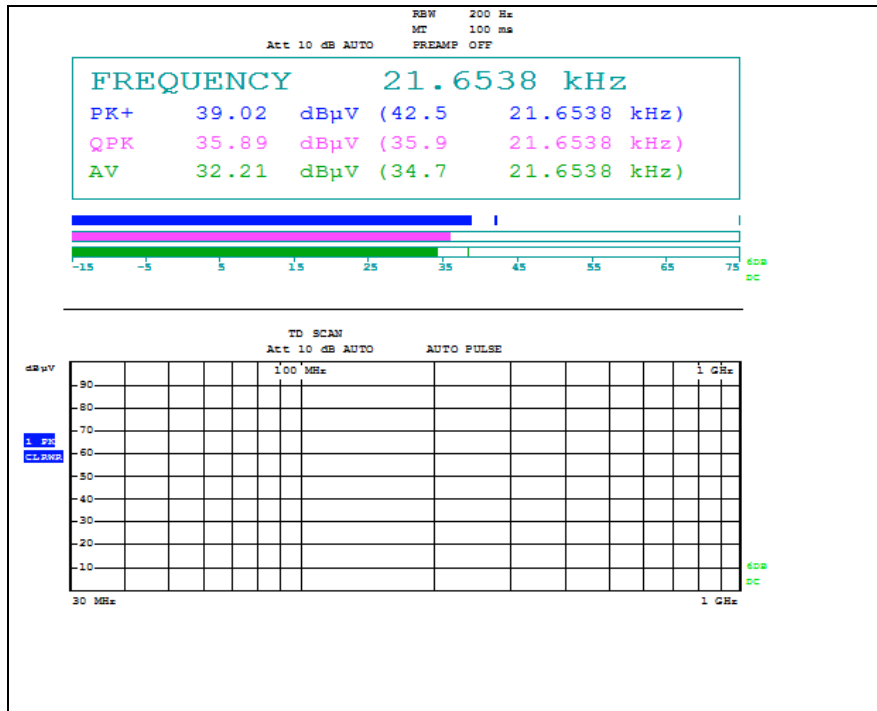 RBW 200 Hz
MT 100 ms
Att 10 dB AUTO PREAMP OFF
FREQUENCY 21.6538 kHz
PK+ 39.02 dBµV (42.5 21.6538 kHz)
QPK 35.89 dBµV (35.9 21.6538 kHz)
AV 32.21 dBµV (34.7 21.6538 kHz)
-15 -5 5 15 25 35 45 55 65 75
6DB
DC
TD SCAN
Att 10 dB AUTO AUTO PULSE
dBµV
100 MHz 1 GHz
90
80
70
1 PK
CLRWR
60
50
40
30
20
10
6DB
DC
30 MHz 1 GHz